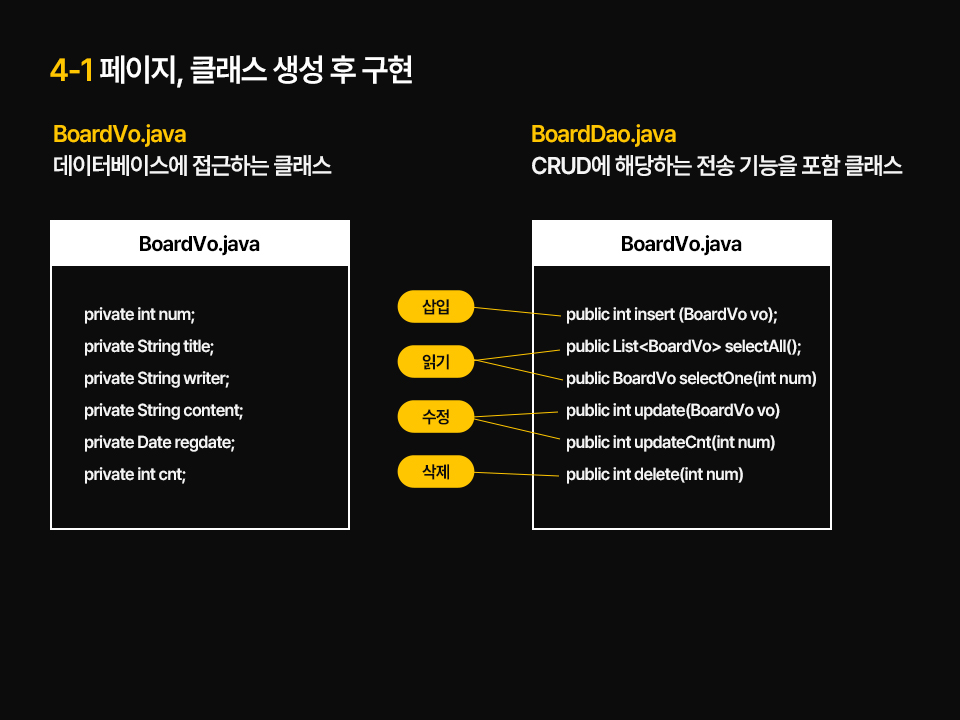 4-1 페이지, 클래스 생성 후 구현
BoardVo.java
데이터베이스에 접근하는 클래스
BoardDao.java
CRUD에 해당하는 전송 기능을 포함 클래스
BoardVo.java
private int num;
private String title;
private String writer;
private String content;
private Date regdate;
private int cnt;
삽입
읽기
수정
삭제
BoardVo.java
public int insert (BoardVo vo);
public List<BoardVo> selectAll();
public BoardVo selectOne(int num)
public int update(BoardVo vo)
public int updateCnt(int num)
public int delete(int num)